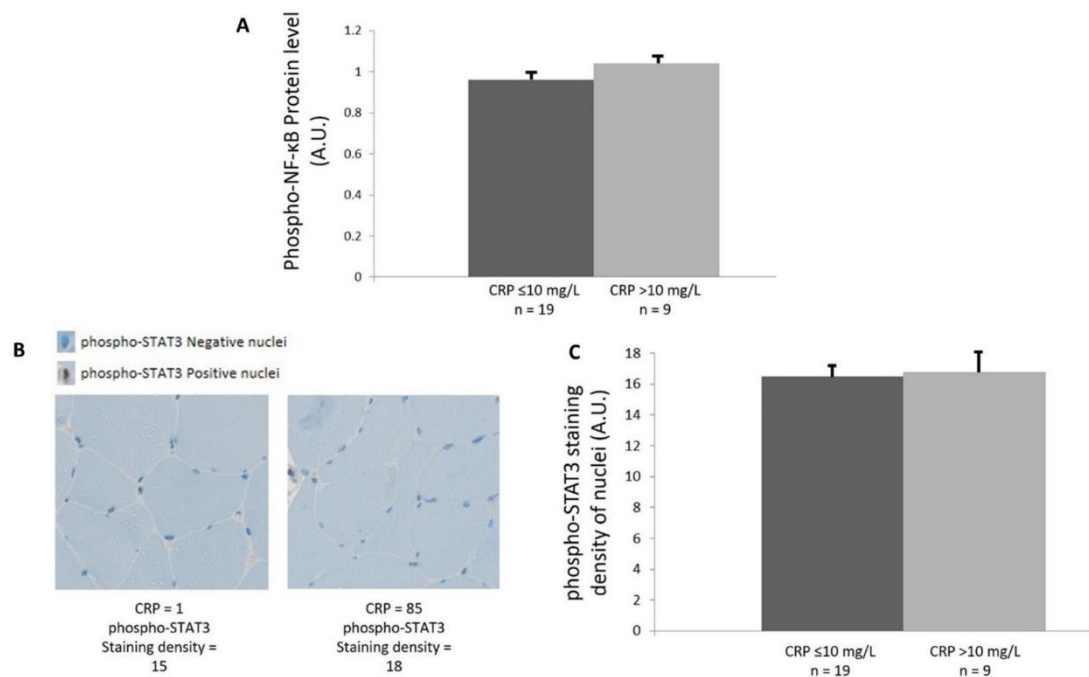 A
Phospho-NF-κB Protein level
(A.U.)
1.2
1
0.8
0.6
0.4
0.2
0
CRP ≤10 mg/L
n = 19
CRP >10 mg/L
n = 9
B
phospho-STAT3 Negative nuclei
phospho-STAT3 Positive nuclei
CRP = 1
phospho-STAT3
Staining density =
15
CRP = 85
phospho-STAT3
Staining density =
18
C
phospho-STAT3 staining
density of nuclei (A.U.)
18
16
14
12
10
8
6
4
2
0
CRP ≤10 mg/L
n = 19
CRP >10 mg/L
n = 9